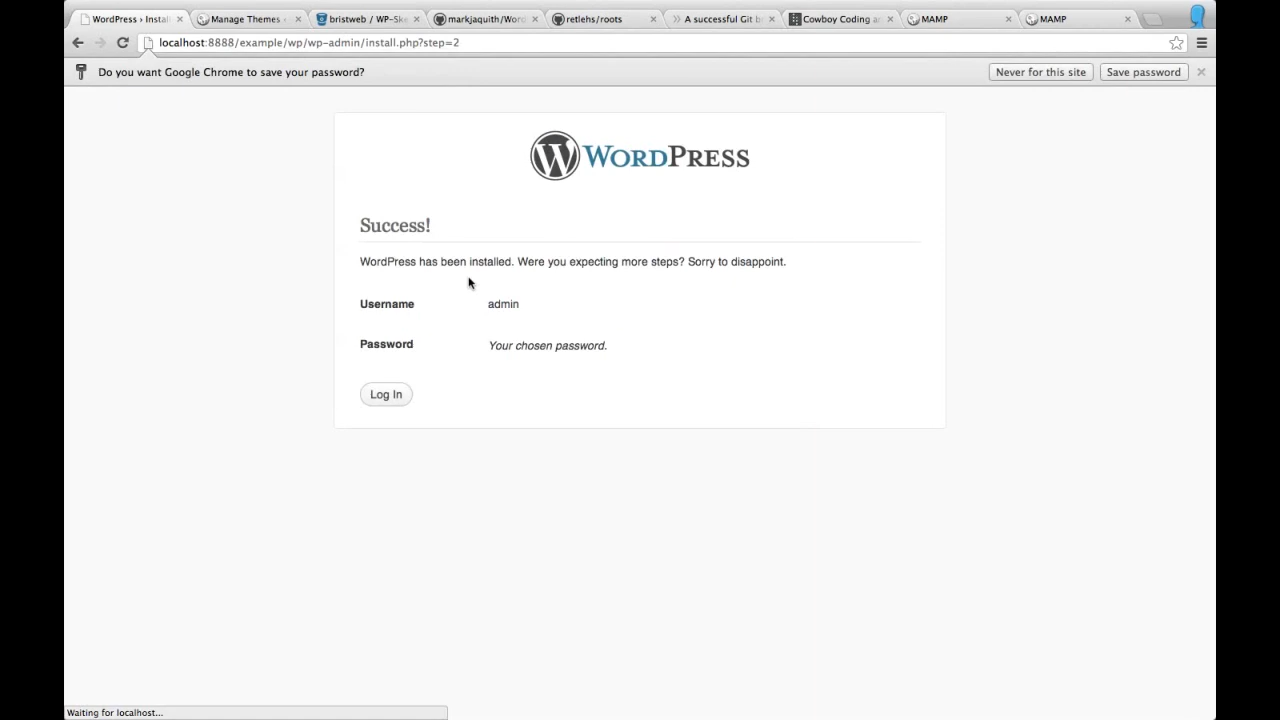 WordPress › Instal
Manage Themes
bristweb / WP-Sk
markjaquith/Word
retlehs/roots
A successful Git b
Cowboy Coding a
MAMP
MAMP
localhost:8888/example/wp/wp-admin/install.php?step=2
Do you want Google Chrome to save your password?
Never for this site
Save password
WORDPRESS
Success!
WordPress has been installed. Were you expecting more steps? Sorry to disappoint.
Username admin
Password Your chosen password.
Log In
Waiting for localhost...